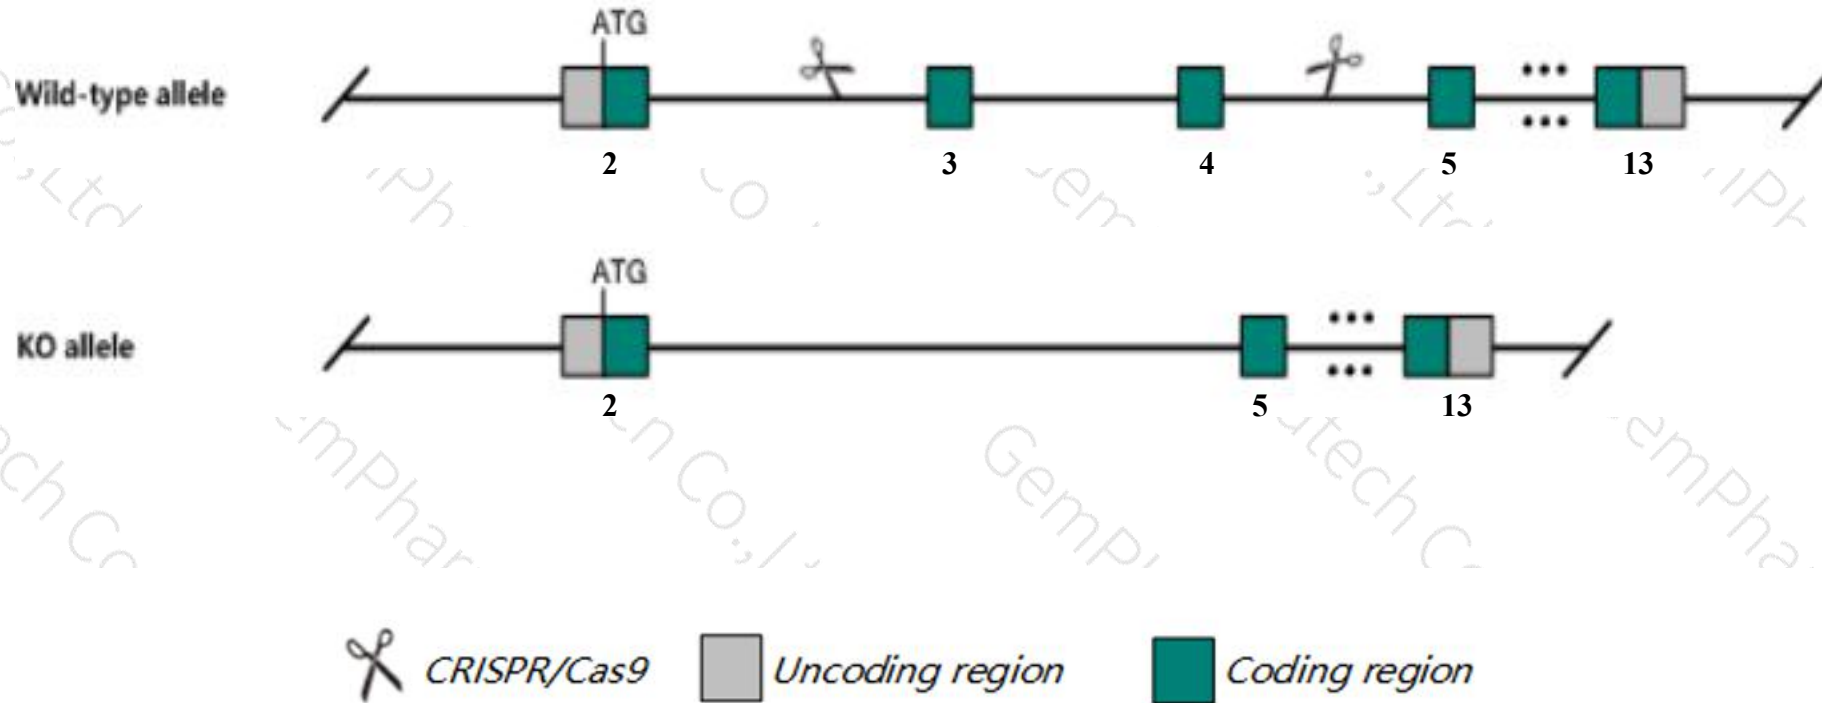 ATG
Wild-type allele
2 3 4 5 13
ATG
KO allele
2 5 13
GemPh
CRISPR/Cas9 Uncoding region Coding region